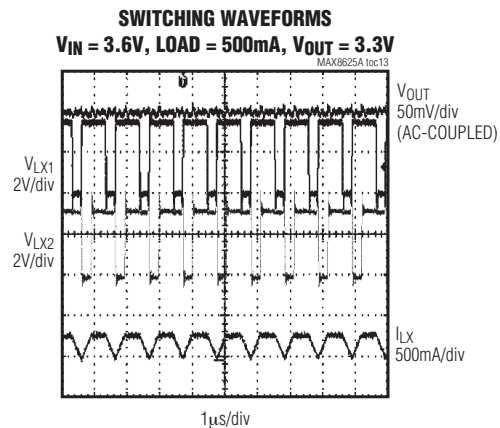 SWITCHING WAVEFORMS
VIN = 3.6V, LOAD = 500mA, VOUT = 3.3V
MAX8625A toc13
VOUT
50mV/div
(AC-COUPLED)
VLX1
2V/div
VLX2
2V/div
ILX
500mA/div
1μs/div